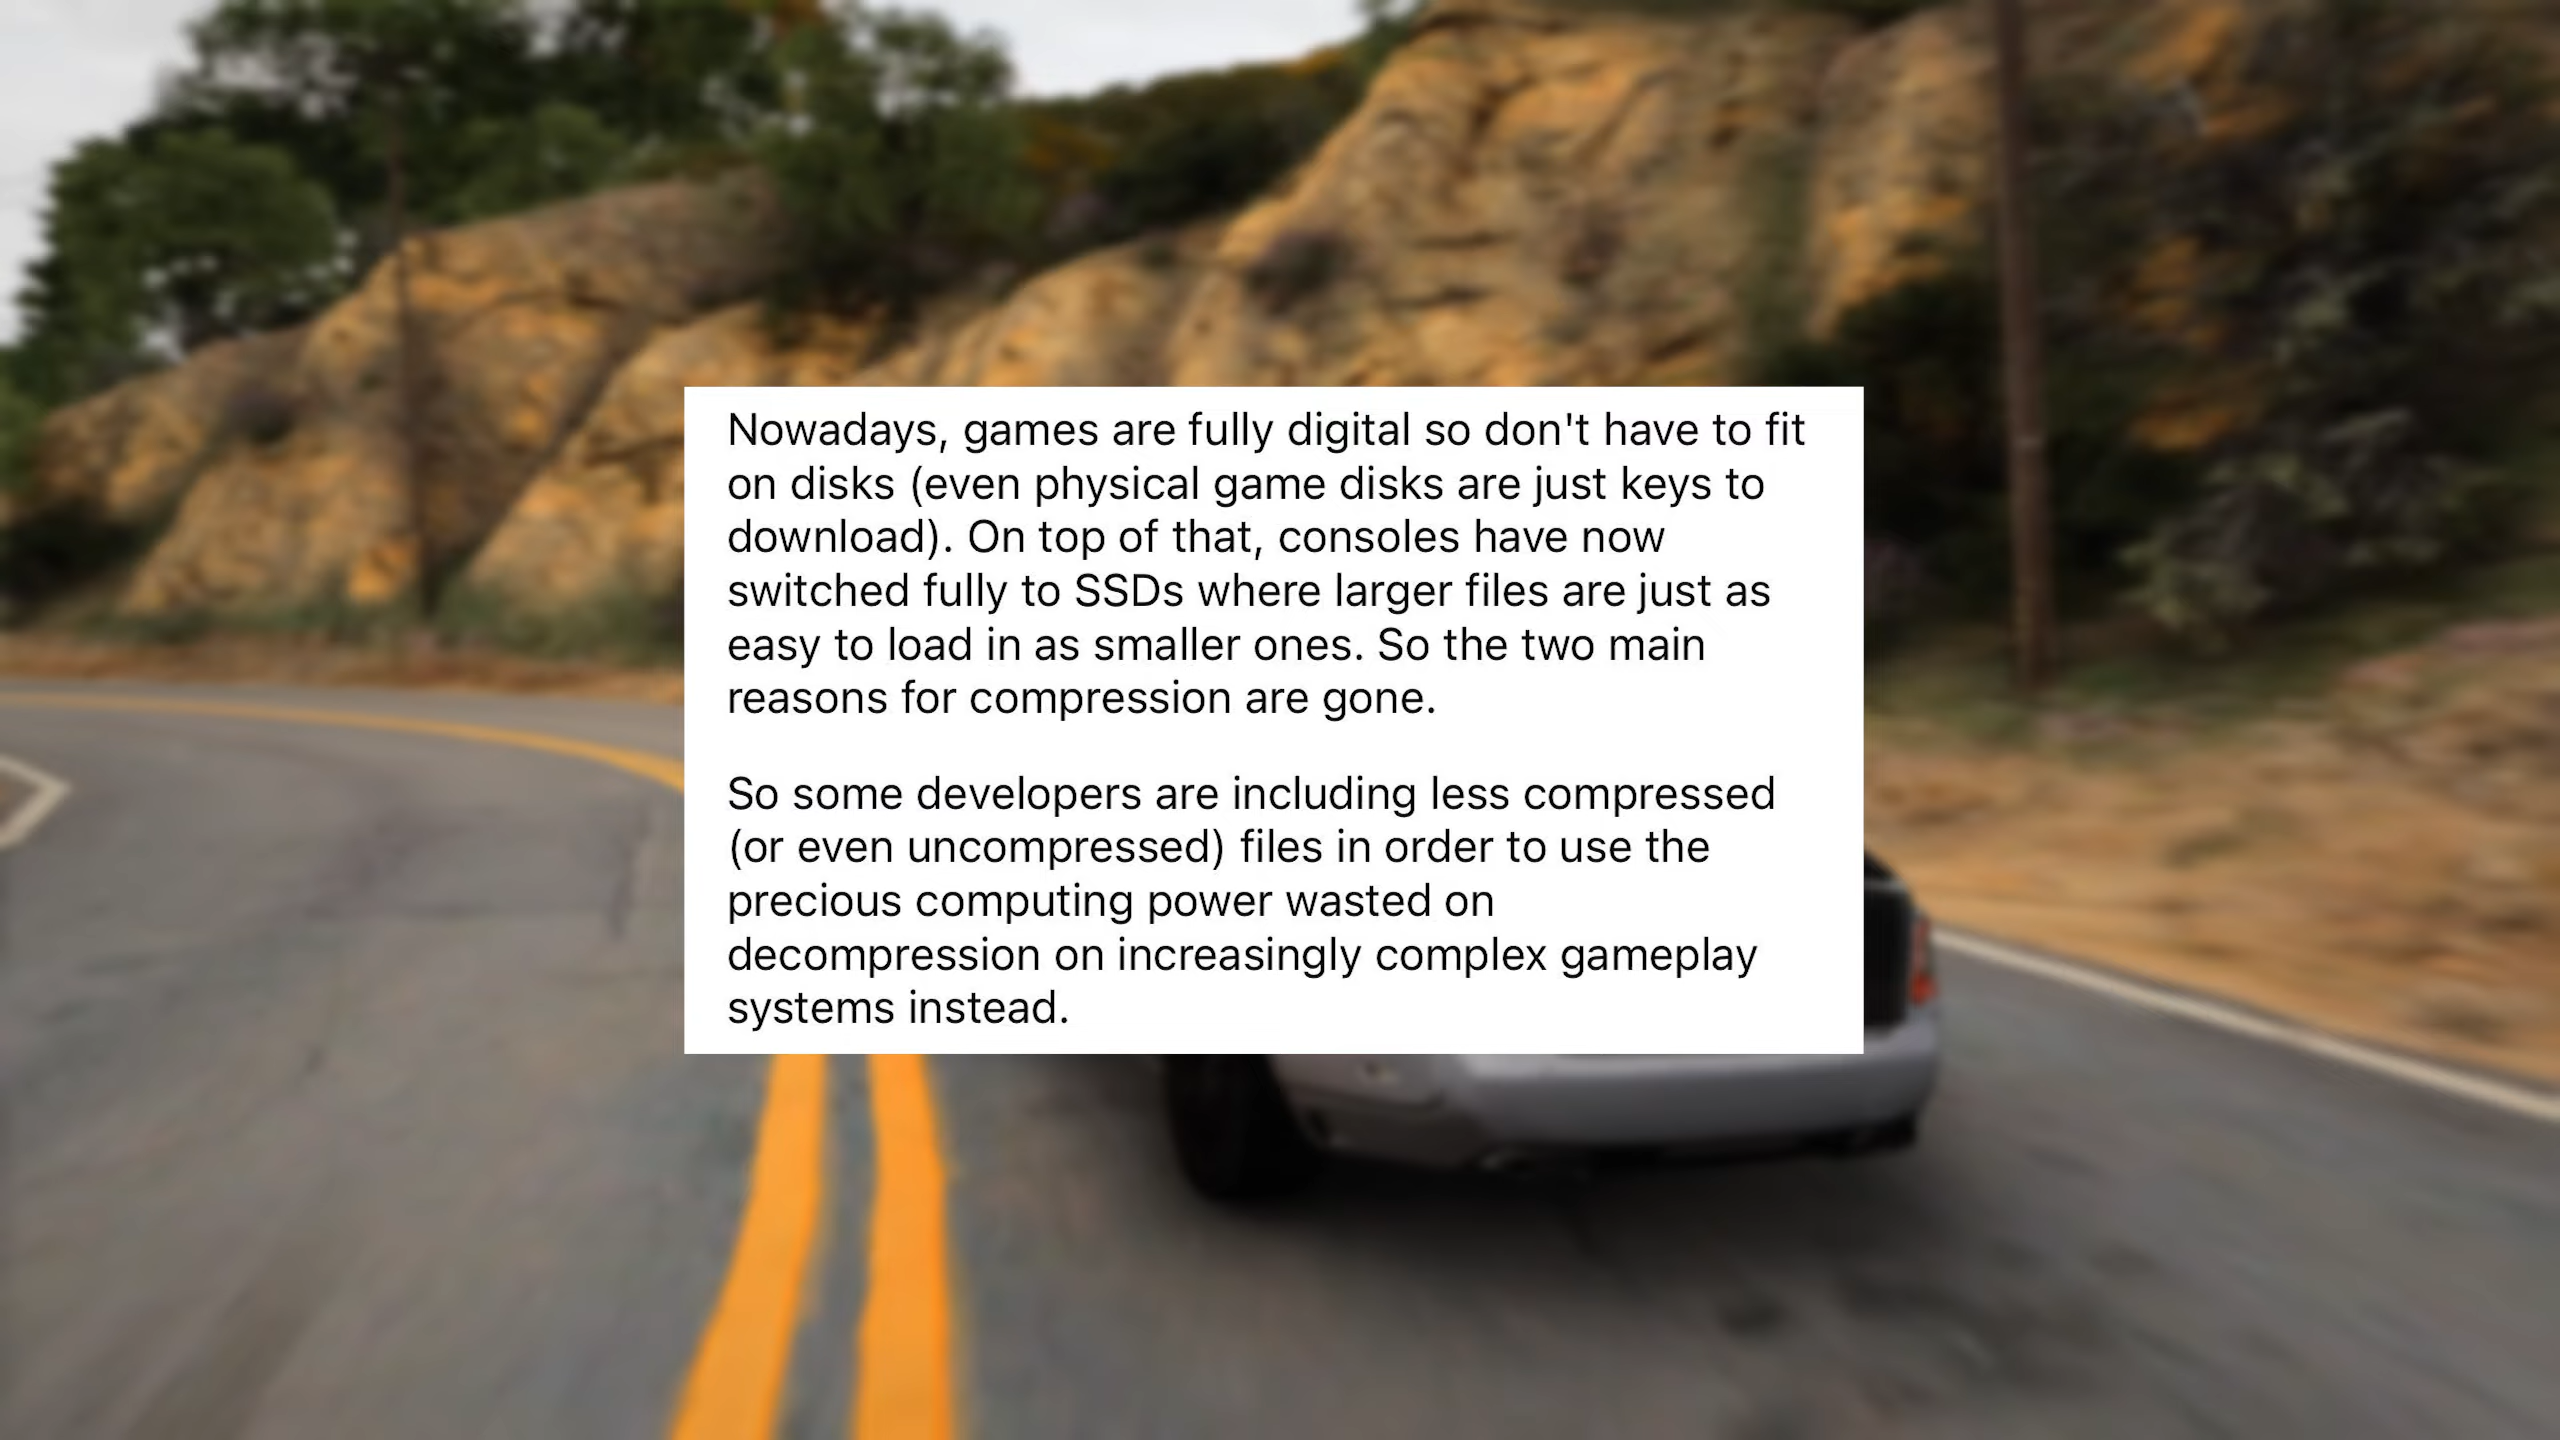 Nowadays, games are fully digital so don't have to fit
on disks (even physical game disks are just keys to
download). On top of that, consoles have now
switched fully to SSDs where larger files are just as
easy to load in as smaller ones. So the two main
reasons for compression are gone.
So some developers are including less compressed
(or even uncompressed) files in order to use the
precious computing power wasted on
decompression on increasingly complex gameplay
systems instead.